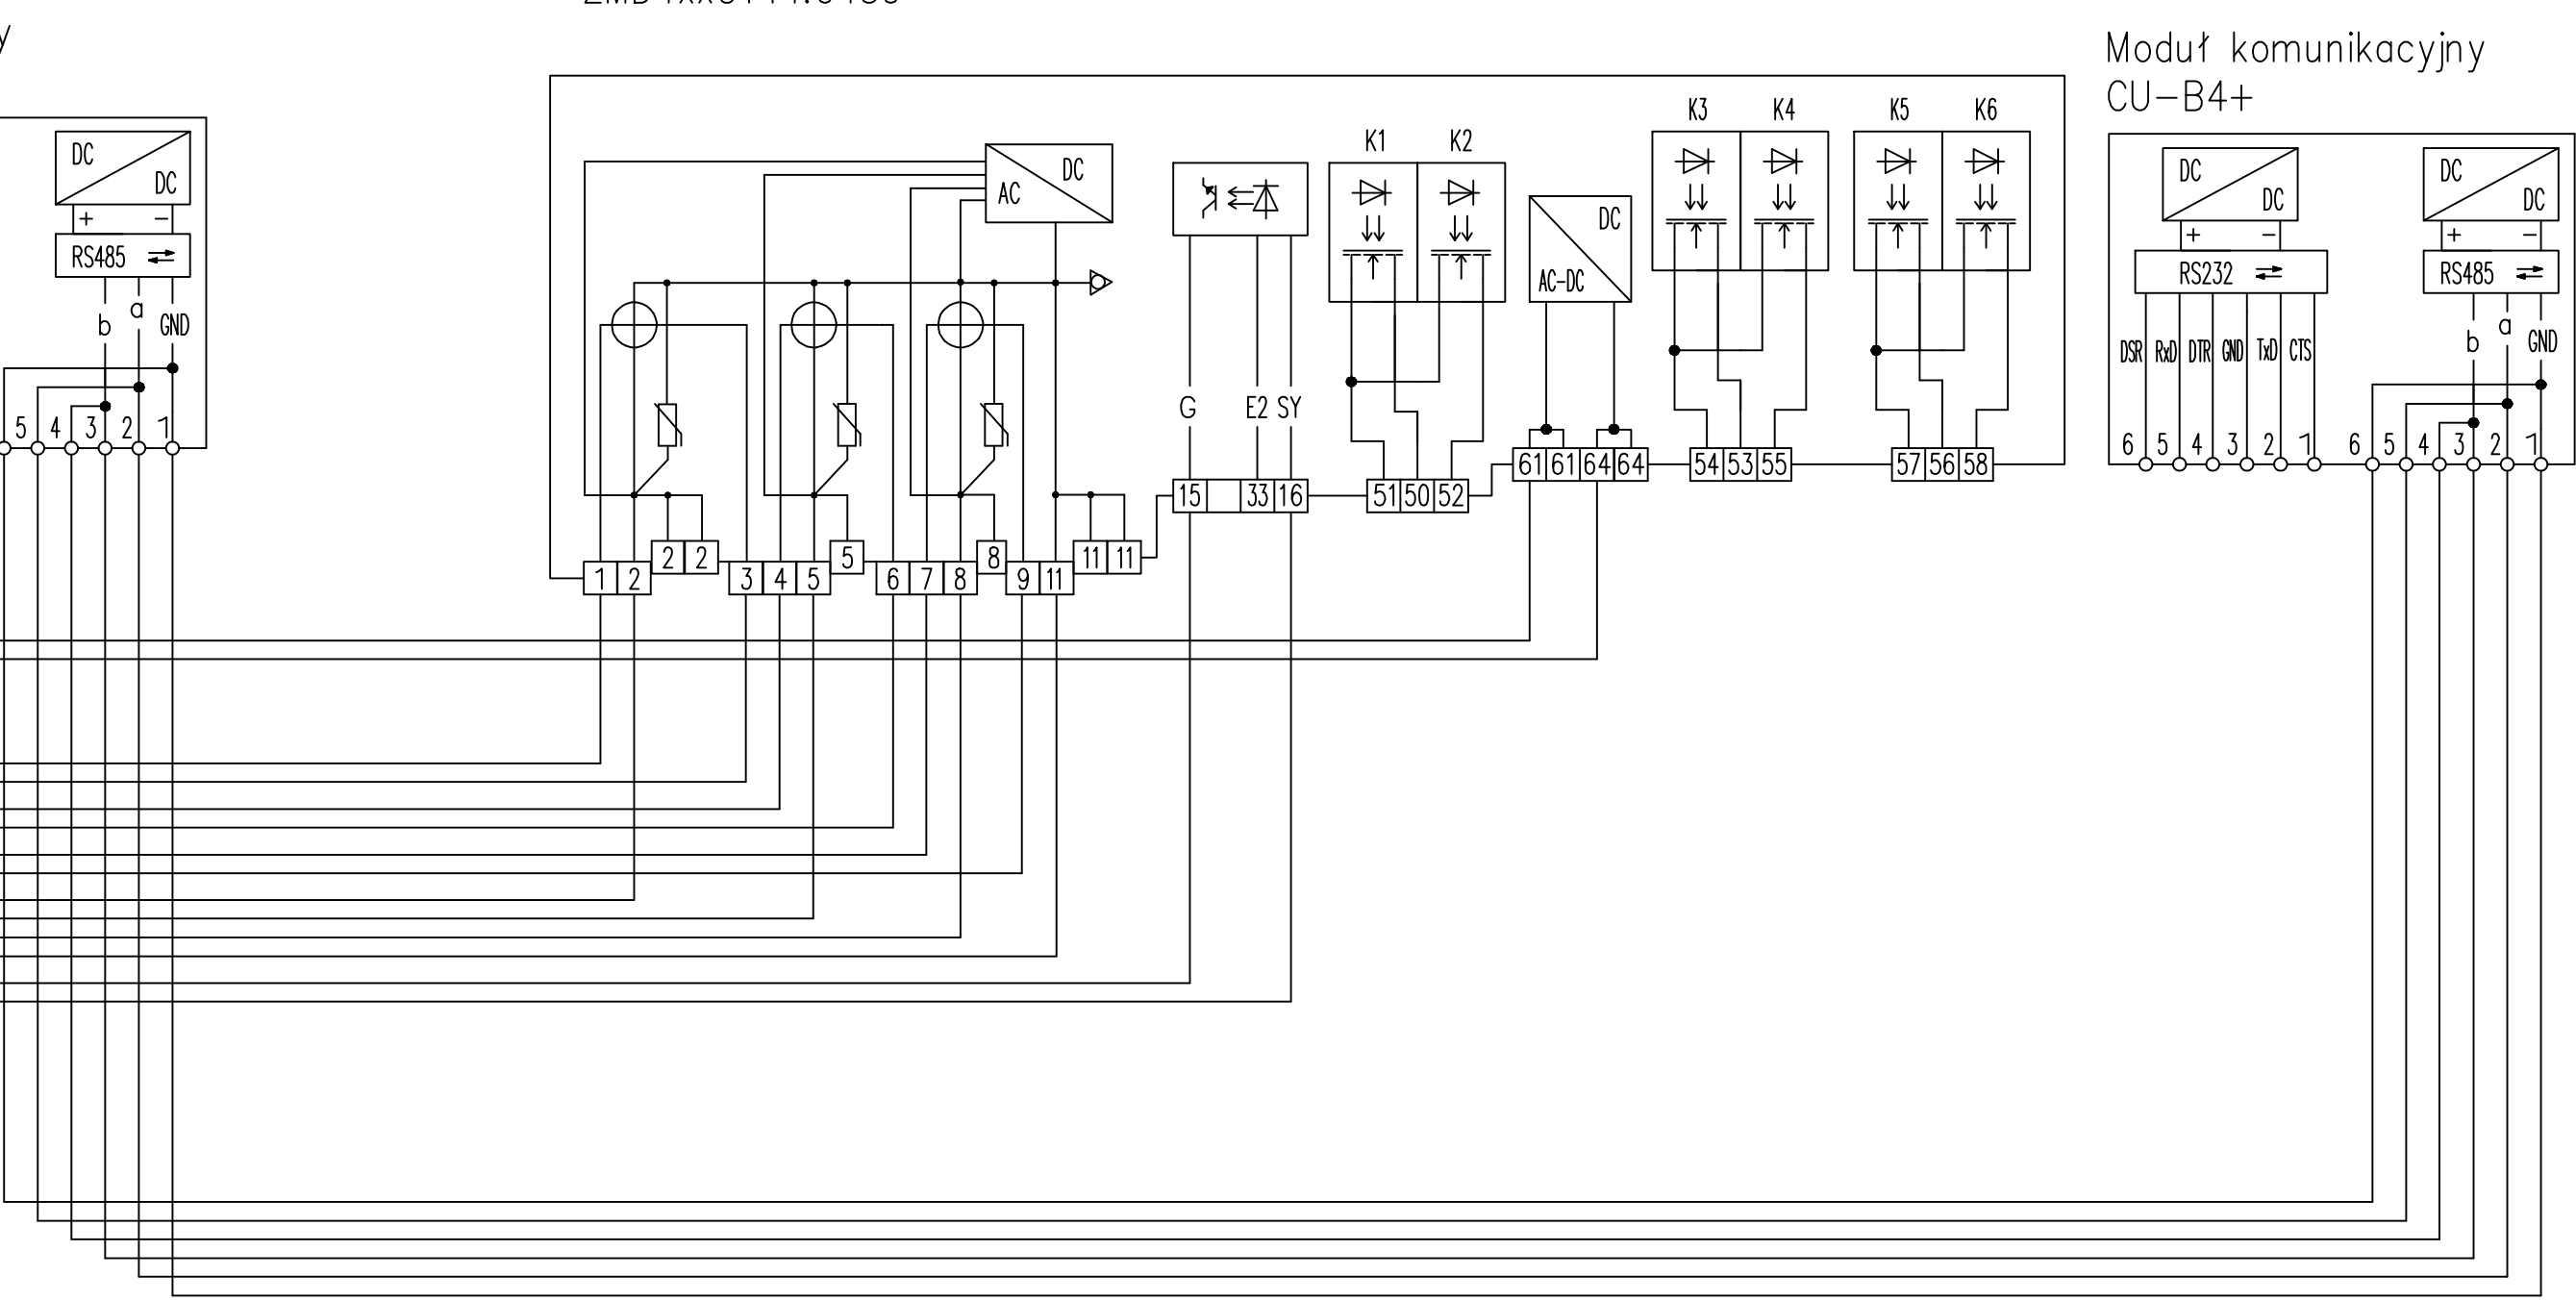 y
Moduł komunikacyjny
CU-B4+
DC
DC
+ -
RS485
b a GND
5 4 3 2 1
AC DC
G E2 SY
K1 K2
DC
AC-DC
K3 K4
K5 K6
1 2 2 2 3 4 5 5 6 7 8 8 9 11 11 11
15 33 16
51 50 52
61 61 64 64
54 53 55
57 56 58
DC
DC
+ -
RS232
DSR RxD DTR GND TxD CTS
6 5 4 3 2 1
DC
DC
+ -
RS485
b a GND
6 5 4 3 2 1